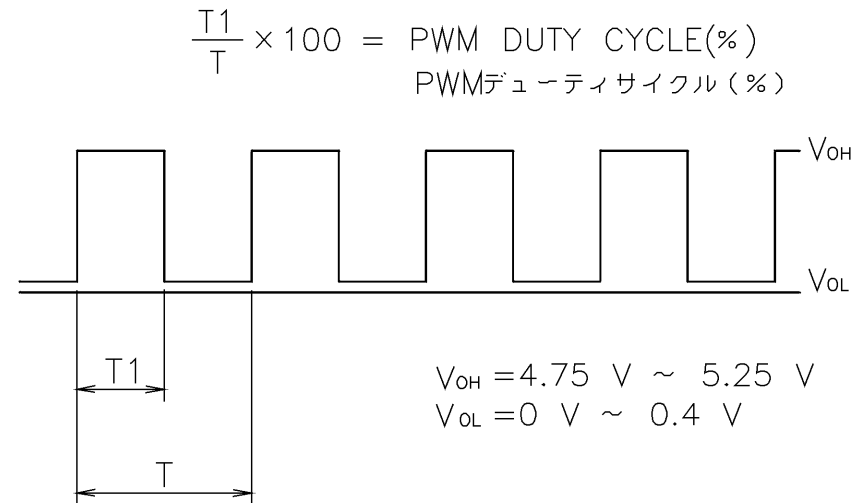 T1
T × 100 = PWM DUTY CYCLE(%)
PWMデューティサイクル(%)
VOH
VOL
T1
VOH =4.75 V ~ 5.25 V
VOL =0 V ~ 0.4 V
T